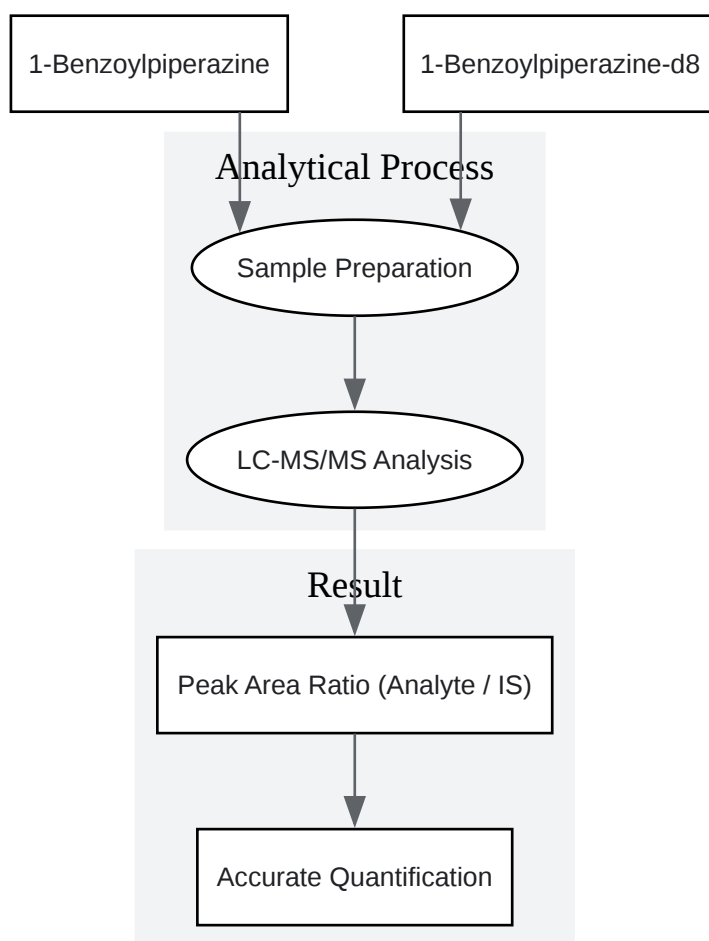 1-Benzoylpiperazine
1-Benzoylpiperazine-d8
Analytical Process
Sample Preparation
LC-MS/MS Analysis
Result
Peak Area Ratio (Analyte / IS)
Accurate Quantification